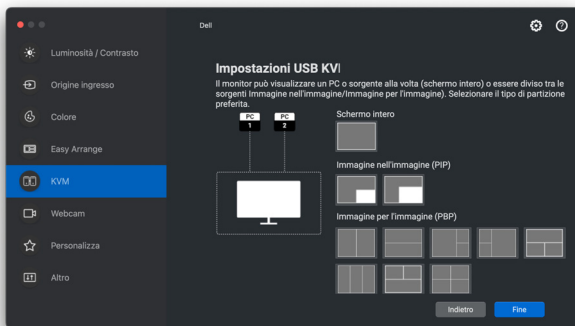 Dell
Luminosità / Contrasto
Origine ingresso
Colore
Easy Arrange
KVM
Webcam
Personalizza
Altro
Impostazioni USB KV
Il monitor può visualizzare un PC o sorgente alla volta (schermo intero) o essere diviso tra le
sorgenti Immagine nell'immagine/Immagine per l'immagine). Selezionare il tipo di partizione
preferita.
PC
1
PC
2
Schermo intero
Immagine nell'immagine (PIP)
Immagine per l'immagine (PBP)
Indietro
Fine